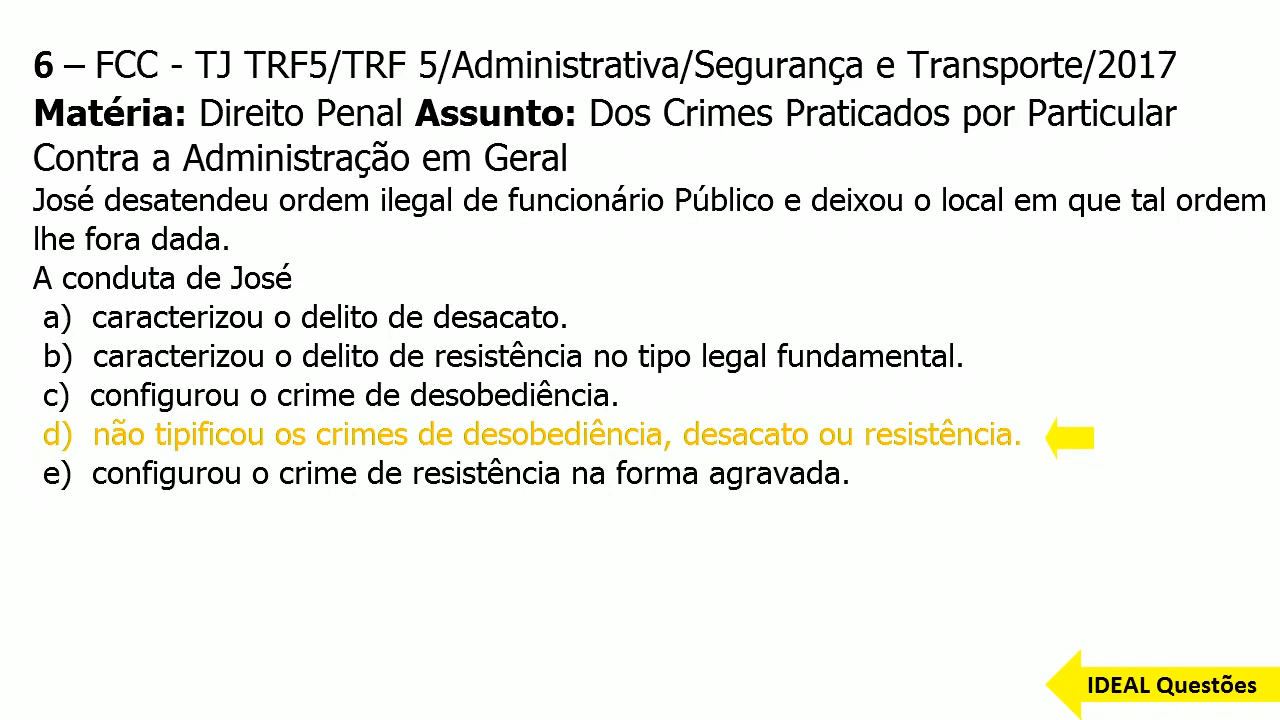 6 – FCC - TJ TRF5/TRF 5/Administrativa/Segurança e Transporte/2017
Matéria: Direito Penal Assunto: Dos Crimes Praticados por Particular
Contra a Administração em Geral
José desatendeu ordem ilegal de funcionário Público e deixou o local em que tal ordem
lhe fora dada.
A conduta de José
a) caracterizou o delito de desacato.
b) caracterizou o delito de resistência no tipo legal fundamental.
c) configurou o crime de desobediência.
d) não tipificou os crimes de desobediência, desacato ou resistência.
e) configurou o crime de resistência na forma agravada.
IDEAL Questões